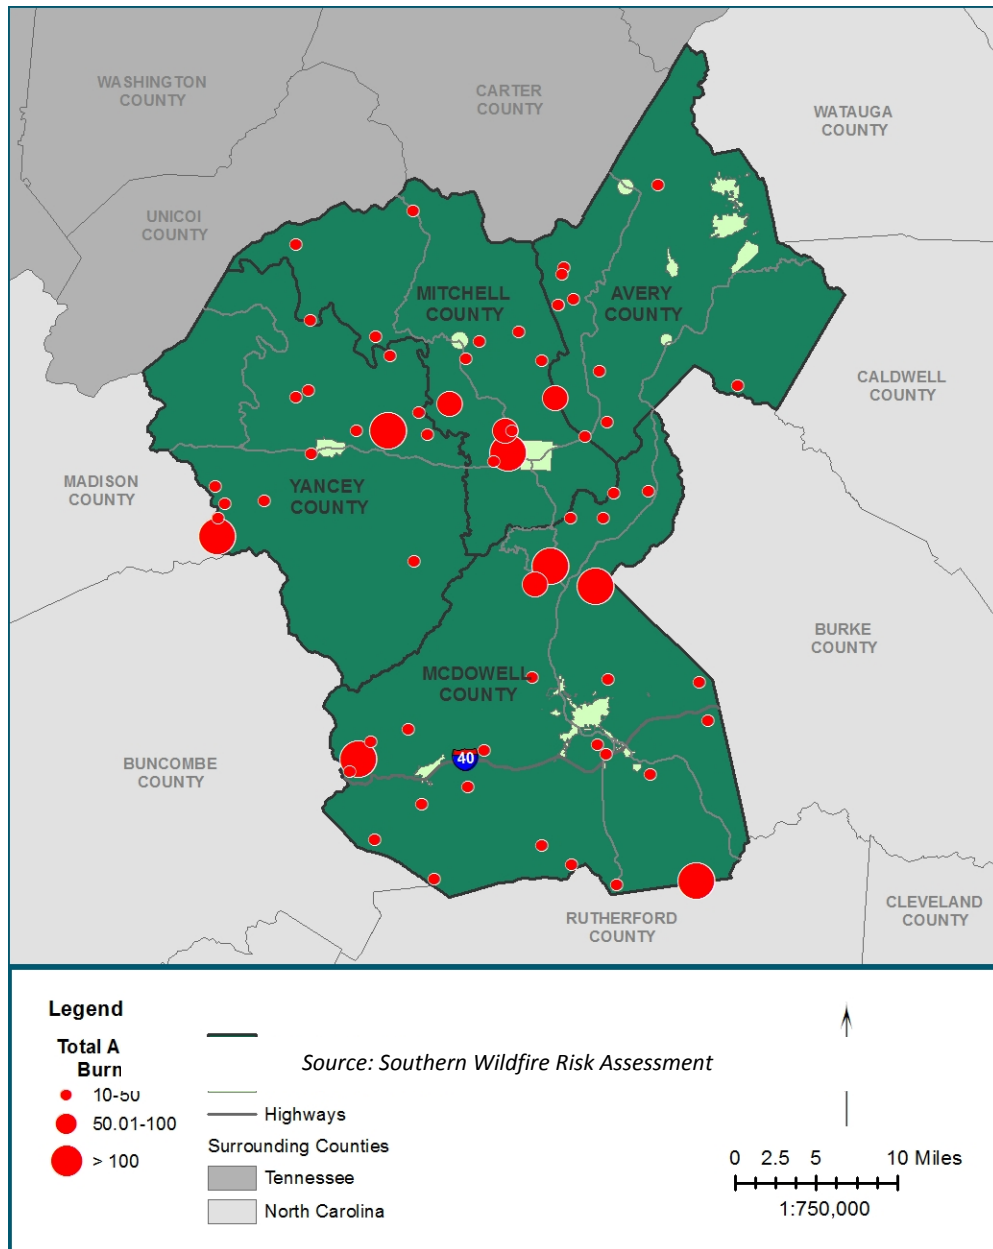 WASHINGTON
COUNTY
CARTER
COUNTY
WATAUGA
COUNTY
UNICOI
COUNTY
MITCHELL
COUNTY
AVERY
COUNTY
CALDWELL
COUNTY
MADISON
COUNTY
YANCEY
COUNTY
BURKE
COUNTY
MCDOWELL
COUNTY
BUNCOMBE
COUNTY
40
RUTHERFORD
COUNTY
CLEVELAND
COUNTY
Legend
Total A
Burn
Source: Southern Wildfire Risk Assessment
10-50
50.01-100
> 100
Highways
Surrounding Counties
Tennessee
North Carolina
0 2.5 5 10 Miles
1:750,000